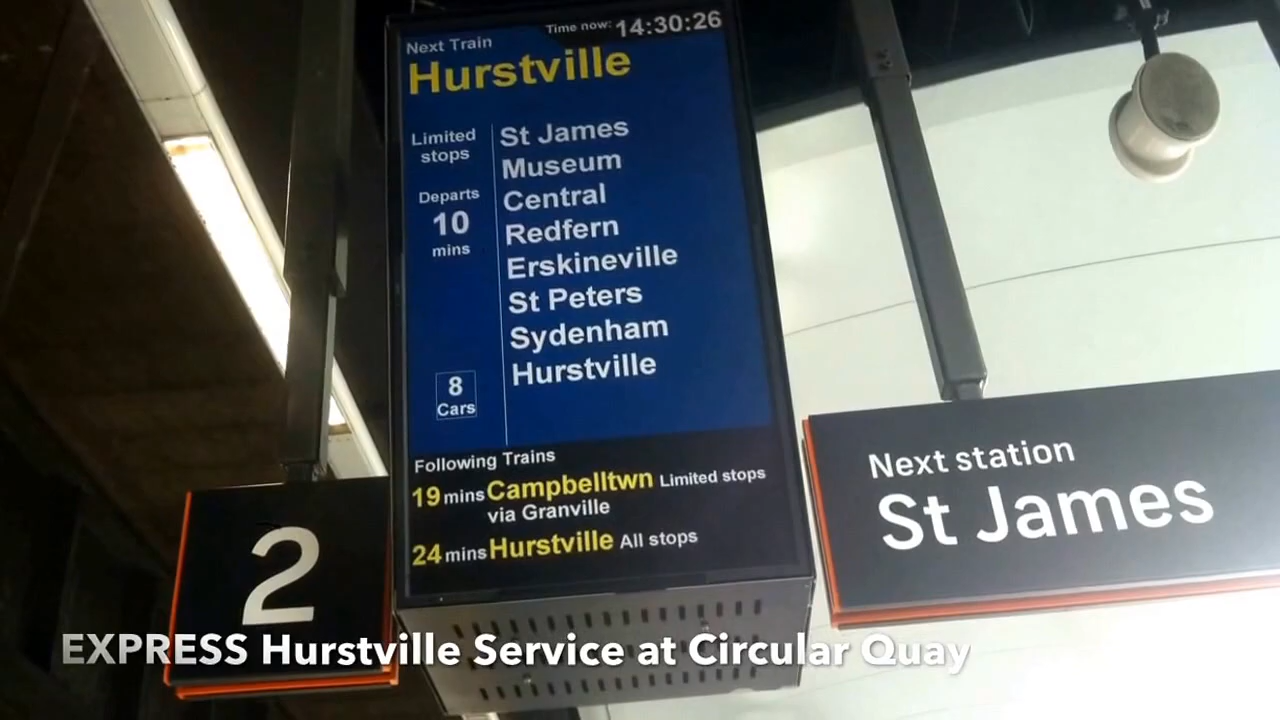 Time now: 14:30:26
Next Train
Hurstville
Limited
stops
Departs
10
mins
8
Cars
St James
Museum
Central
Redfern
Erskineville
St Peters
Sydenham
Hurstville
Following Trains
19 mins Campbelltwn Limited stops
via Granville
24 mins Hurstville All stops
2
Next station
St James
EXPRESS Hurstville Service at Circular Quay